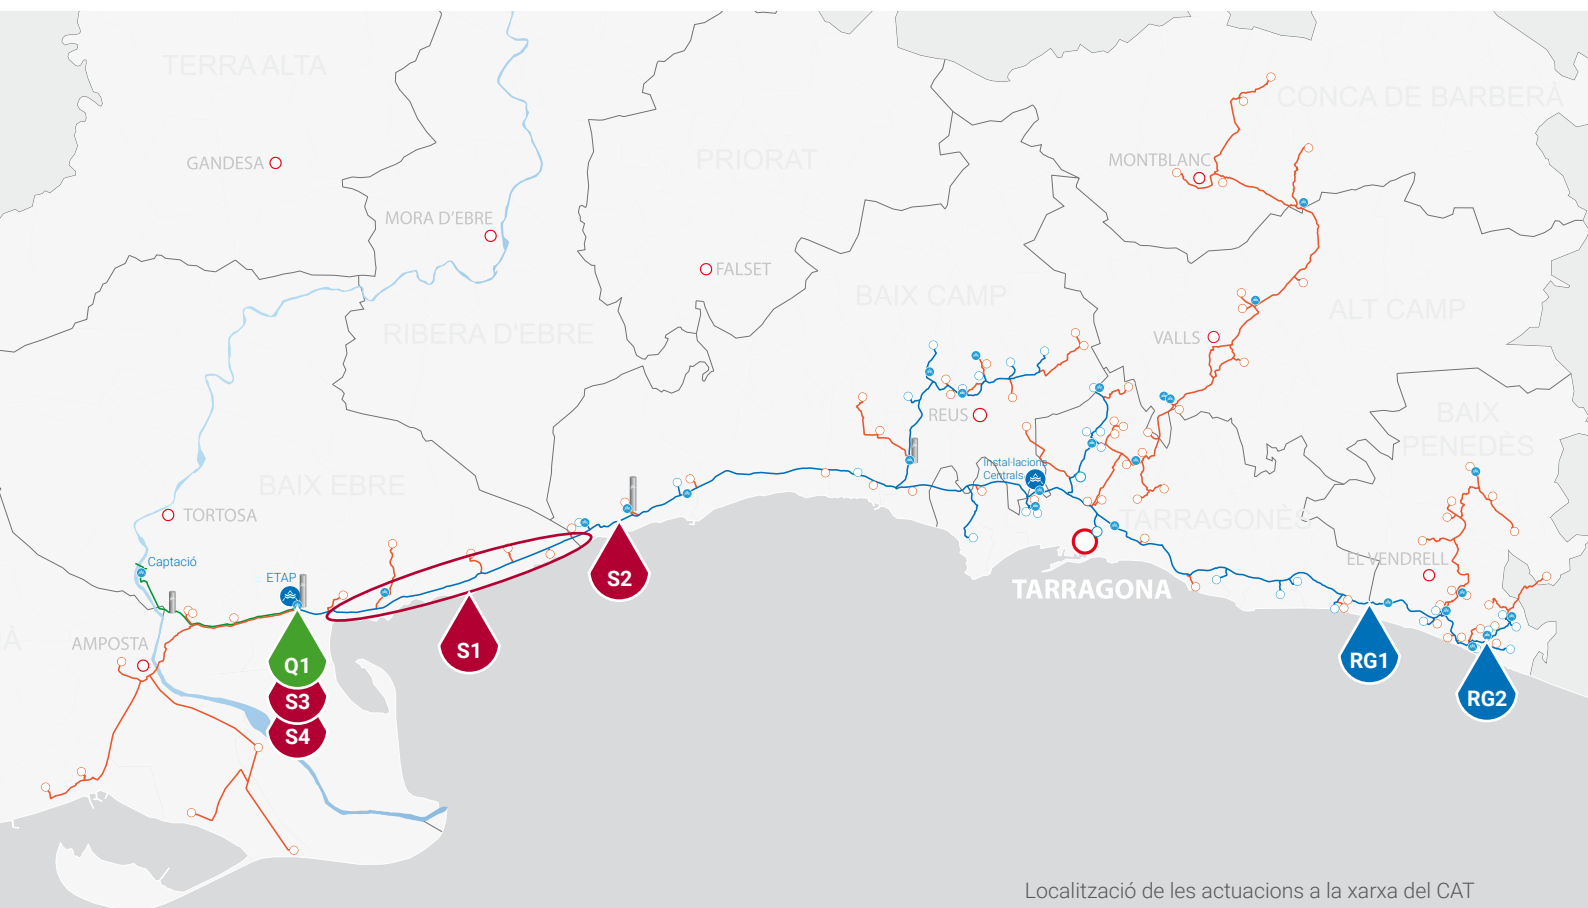 TERRA ALTA
CONCA DE BARBERÀ
GANDESA
PRIORAT
MONTBLANC
MORA D'EBRE
FALSET
BAIX CAMP
ALT CAMP
RIBERA D'EBRE
VALLS
REUS
BAIX
PENEDÈS
Instal·lacions
Centrals
BAIX EBRE
TORTOSA
TARRAGONÈS
Captació
ETAP
EL VENDRELL
S2
TARRAGONA
AMPOSTA
S1
Q1
RG1
S3
RG2
S4
Localització de les actuacions a la xarxa del CAT